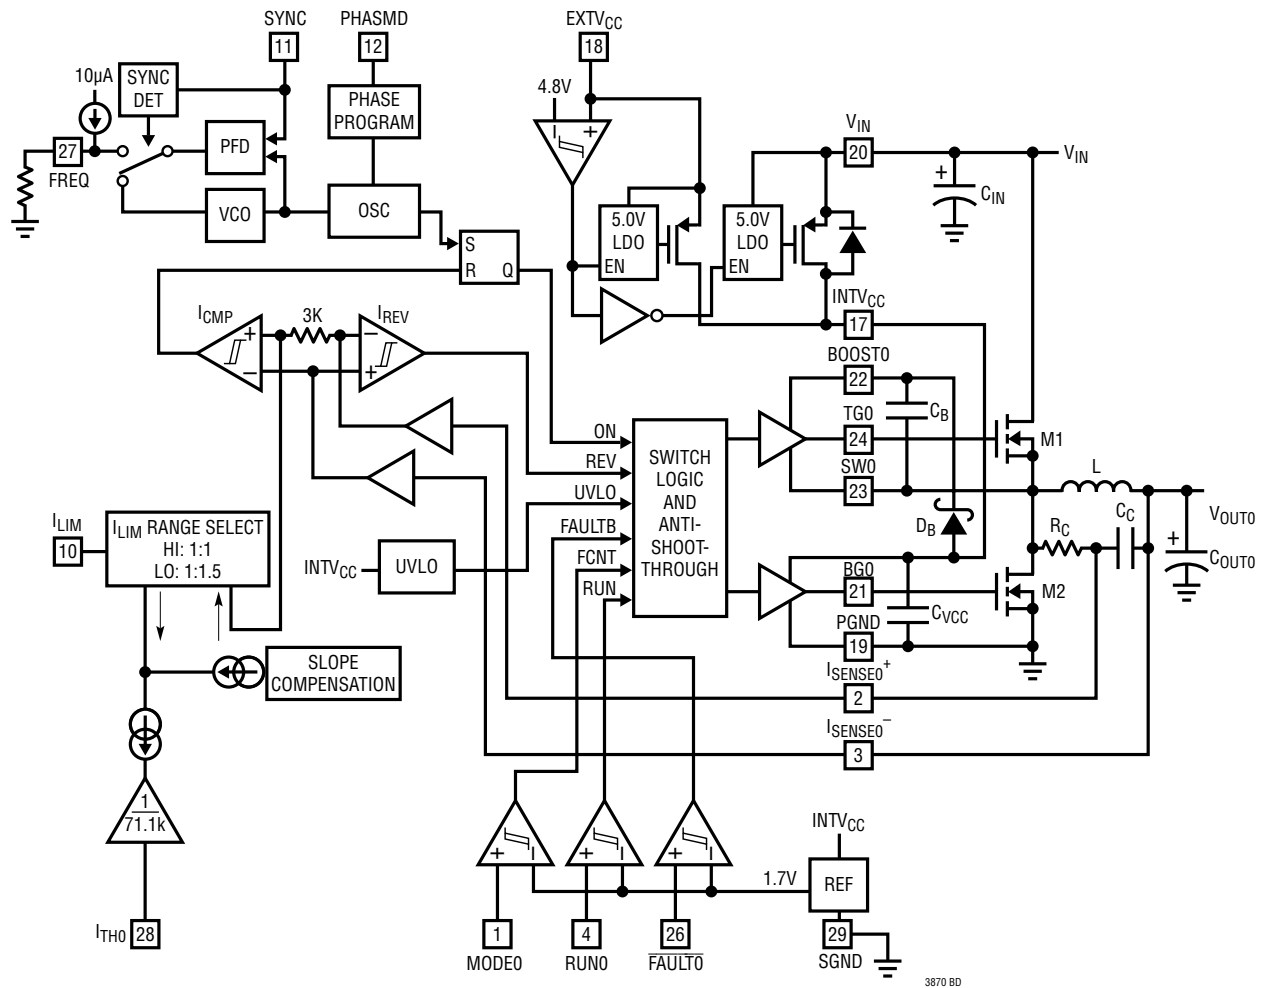 SYNC
11
PHASMD
12
EXTVCC
18
10µA
SYNC
DET
PHASE
PROGRAM
4.8V
−
+
27
FREQ
PFD
VCO
OSC
VIN
20
VIN
+
CIN
5.0V
LDO
EN
5.0V
LDO
EN
S
R
Q
INTVCC
17
ICMP
3K
IREV
+
−
−
+
BOOST0
22
CB
TG0
24
M1
SW0
23
L
ON
REV
UVLO
FAULTB
FCNT
RUN
SWITCH
LOGIC
AND
ANTI-
SHOOT-
THROUGH
DB
RC
CC
VOUT0
+
COUT0
ILIM
10
ILIM RANGE SELECT
HI: 1:1
LO: 1:1.5
INTVCC
UVLO
BG0
21
M2
CVCC
PGND
19
SLOPE
COMPENSATION
ISENSE0+
2
ISENSE0−
3
1
71.1k
+
−
+
−
+
−
INTVCC
1.7V
REF
ITH0
28
1
MODE0
4
RUN0
26
FAULT0
29
SGND
3870 BD